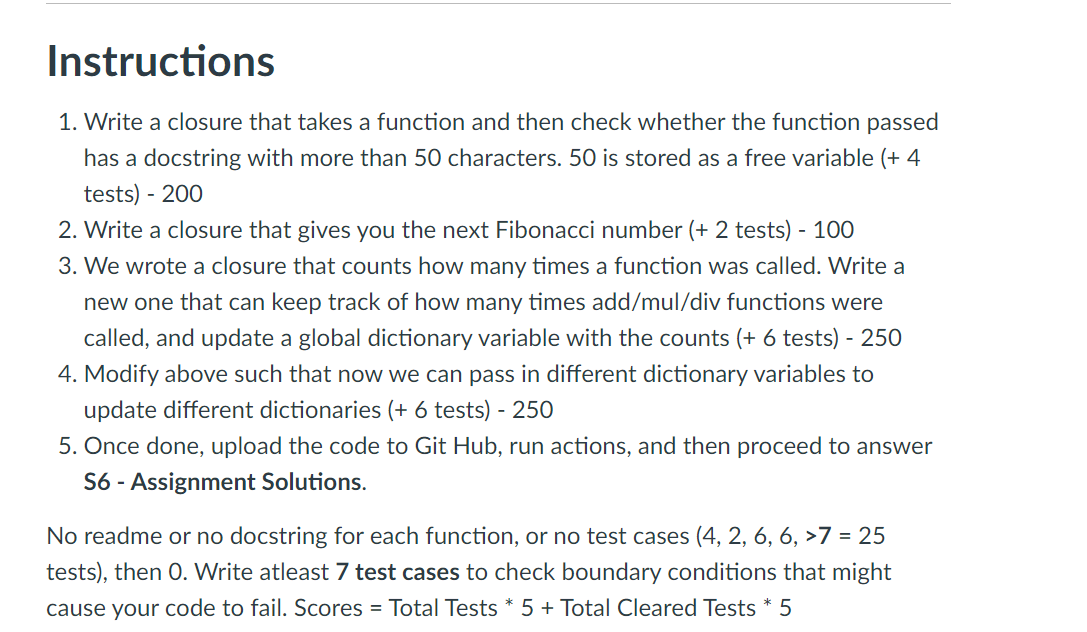 Instructions
1. Write a closure that takes a function and then check whether the function passed
has a docstring with more than 50 characters. 50 is stored as a free variable (+ 4
tests) - 200
2. Write a closure that gives you the next Fibonacci number (+ 2 tests) - 100
3. We wrote a closure that counts how many times a function was called. Write a
new one that can keep track of how many times add/mul/div functions were
called, and update a global dictionary variable with the counts (+ 6 tests) - 250
4. Modify above such that now we can pass in different dictionary variables to
update different dictionaries (+ 6 tests) - 250
5. Once done, upload the code to Git Hub, run actions, and then proceed to answer
S6 - Assignment Solutions.
No readme or no docstring for each function, or no test cases (4, 2, 6, 6, >7 = 25
tests), then 0. Write atleast 7 test cases to check boundary conditions that might
cause your code to fail. Scores = Total Tests * 5 + Total Cleared Tests * 5